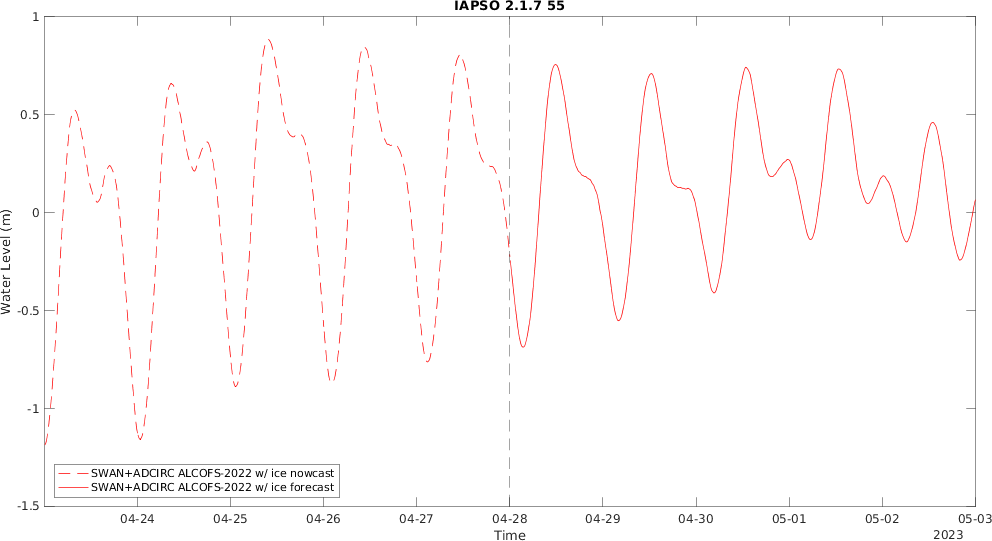 IAPSO 2.1.7 55
1
0.5
0
-0.5
-1
-1.5
Water Level (m)
SWAN+ADCIRC ALCOFS-2022 w/ ice nowcast
SWAN+ADCIRC ALCOFS-2022 w/ ice forecast
04-24 04-25 04-26 04-27 04-28 04-29 04-30 05-01 05-02 05-03
Time
2023